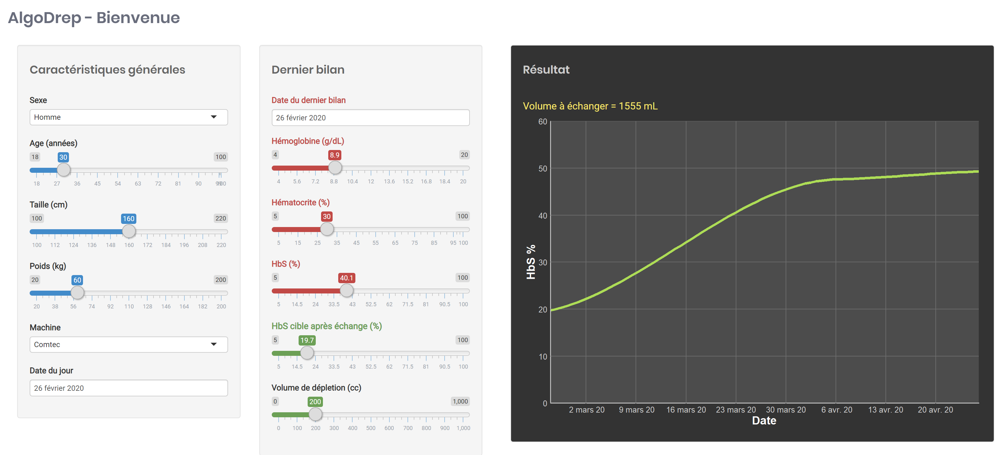 AlgoDrep - Bienvenue
Caractéristiques générales
Sexe
Homme
Age (années)
18 30 100
18 27 36 45 54 63 72 81 90 99 100
Taille (cm)
100 160 220
100 112 124 136 148 160 172 184 196 208 220
Poids (kg)
20 60 200
20 38 56 74 92 110 128 146 164 182 200
Machine
Comtec
Date du jour
26 février 2020
Dernier bilan
Date du dernier bilan
26 février 2020
Hémoglobine (g/dL)
4 8.9 20
4 5.6 7.2 8.8 10.4 12 13.6 15.2 16.8 18.4 20
Hématocrite (%)
5 30 100
5 15 25 35 45 55 65 75 85 95 100
HbS (%)
5 40.1 100
5 14.5 24 33.5 43 52.5 62 71.5 81 90.5 100
HbS cible après échange (%)
5 19.7 100
5 14.5 24 33.5 43 52.5 62 71.5 81 90.5 100
Volume de dépletion (cc)
0 200 1,000
0 100 200 300 400 500 600 700 800 900 1,000
Résultat
Volume à échanger = 1555 mL
60
50
40
30
20
10
0
HbS %
2 mars 20 9 mars 20 16 mars 20 23 mars 20 30 mars 20 6 avr. 20 13 avr. 20 20 avr. 20
Date